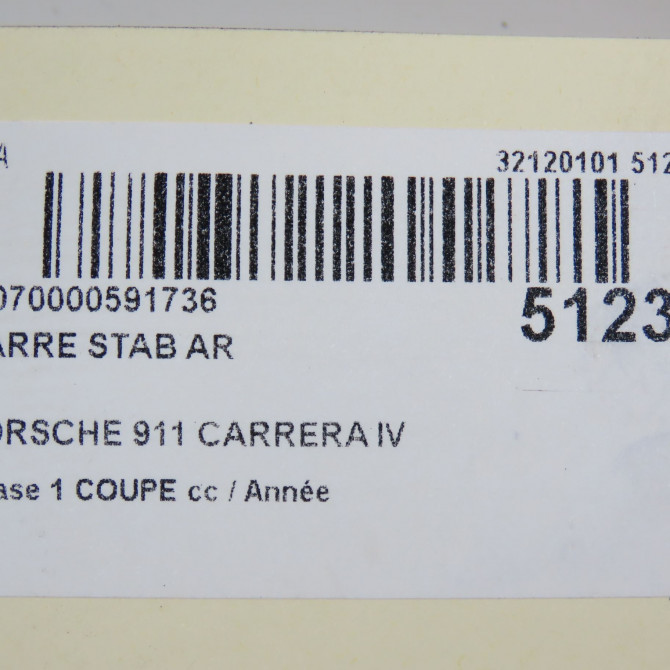 A 32120101 512
070000591736 5123
ARRE STAB AR
ORSCHE 911 CARRERA IV
ase 1 COUPE cc / Année